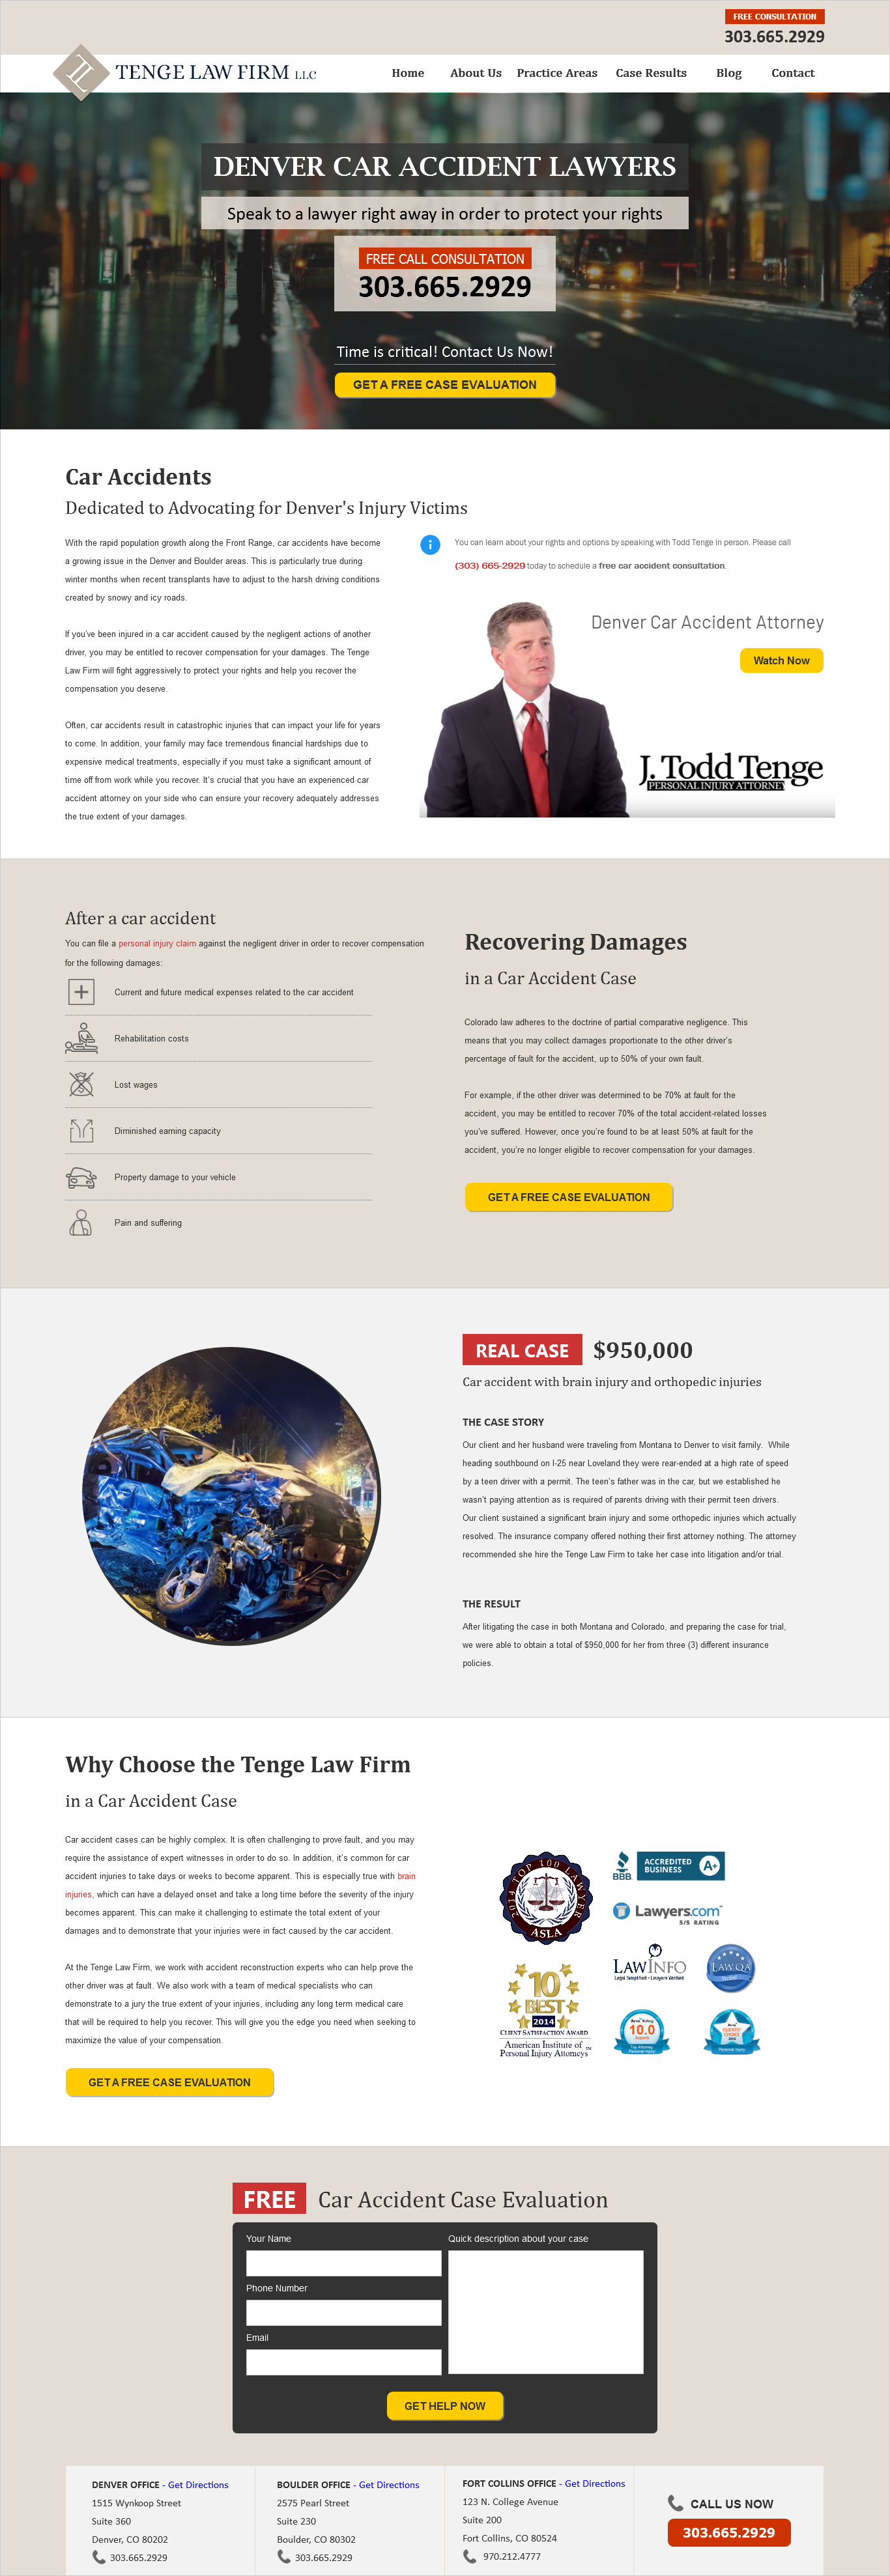 FREE CONSULTATION
303.665.2929
TENGE LAW FIRM LLC
Home About Us Practice Areas Case Results Blog Contact
DENVER CAR ACCIDENT LAWYERS
Speak to a lawyer right away in order to protect your rights
FREE CALL CONSULTATION
303.665.2929
Time is critical! Contact Us Now!
GET A FREE CASE EVALUATION
Car Accidents
Dedicated to Advocating for Denver's Injury Victims
With the rapid population growth along the Front Range, car accidents have become
a growing issue in the Denver and Boulder areas. This is particularly true during
winter months when recent transplants have to adjust to the harsh driving conditions
created by snowy and icy roads.
If you've been injured in a car accident caused by the negligent actions of another
driver, you may be entitled to recover compensation for your damages. The Tenge
Law Firm will fight aggressively to protect your rights and help you recover the
compensation you deserve.
Often, car accidents result in catastrophic injuries that can impact your life for years
to come. In addition, your family may face tremendous financial hardships due to
expensive medical treatments, especially if you must take a significant amount of
time off from work while you recover. It's crucial that you have an experienced car
accident attorney on your side who can ensure your recovery adequately addresses
the true extent of your damages.
You can learn about your rights and options by speaking with Todd Tenge in person. Please call
(303) 665-2929 today to schedule a free car accident consultation.
Denver Car Accident Attorney
Watch Now
J. Todd Tenge
PERSONAL INJURY ATTORNEY
After a car accident
You can file a personal injury claim against the negligent driver in order to recover compensation
for the following damages:
Current and future medical expenses related to the car accident
Rehabilitation costs
Lost wages
Diminished earning capacity
Property damage to your vehicle
Pain and suffering
Recovering Damages
in a Car Accident Case
Colorado law adheres to the doctrine of partial comparative negligence. This
means that you may collect damages proportionate to the other driver's
percentage of fault for the accident, up to 50% of your own fault.
For example, if the other driver was determined to be 70% at fault for the
accident, you may be entitled to recover 70% of the total accident-related losses
you've suffered. However, once you're found to be at least 50% at fault for the
accident, you're no longer eligible to recover compensation for your damages.
GET A FREE CASE EVALUATION
REAL CASE $950,000
Car accident with brain injury and orthopedic injuries
THE CASE STORY
Our client and her husband were traveling from Montana to Denver to visit family. While
heading southbound on I-25 near Loveland they were rear-ended at a high rate of speed
by a teen driver with a permit. The teen's father was in the car, but we established he
wasn't paying attention as is required of parents driving with their permit teen drivers.
Our client sustained a significant brain injury and some orthopedic injuries which actually
resolved. The insurance company offered nothing their first attorney nothing. The attorney
recommended she hire the Tenge Law Firm to take her case into litigation and/or trial.
THE RESULT
After litigating the case in both Montana and Colorado, and preparing the case for trial,
we were able to obtain a total of $950,000 for her from three (3) different insurance
policies.
Why Choose the Tenge Law Firm
in a Car Accident Case
Car accident cases can be highly complex. It is often challenging to prove fault, and you may
require the assistance of expert witnesses in order to do so. In addition, it's common for car
accident injuries to take days or weeks to become apparent. This is especially true with brain
injuries, which can have a delayed onset and take a long time before the severity of the injury
becomes apparent. This can make it challenging to estimate the total extent of your
damages and to demonstrate that your injuries were in fact caused by the car accident.
At the Tenge Law Firm, we work with accident reconstruction experts who can help prove the
other driver was at fault. We also work with a team of medical specialists who can
demonstrate to a jury the true extent of your injuries, including any long term medical care
that will be required to help you recover. This will give you the edge you need when seeking to
maximize the value of your compensation.
GET A FREE CASE EVALUATION
TOP 100 LAWYER
ASLA
BBB
ACCREDITED
BUSINESS
A+
Lawyers.com
5/5 RATING
LAWINFO
Lead Simplified - Lawyers Verified
LAW QA
10
BEST
2014
CLIENT SATISFACTION AWARD
American Institute of
Personal Injury Attorneys ™
10.0
Top Attorney
Personal Injury
CLIENTS'
CHOICE
Personal Injury
FREE Car Accident Case Evaluation
Your Name
Quick description about your case
Phone Number
Email
GET HELP NOW
DENVER OFFICE - Get Directions
1515 Wynkoop Street
Suite 360
Denver, CO 80202
303.665.2929
BOULDER OFFICE - Get Directions
2575 Pearl Street
Suite 230
Boulder, CO 80302
303.665.2929
FORT COLLINS OFFICE - Get Directions
123 N. College Avenue
Suite 200
Fort Collins, CO 80524
970.212.4777
CALL US NOW
303.665.2929